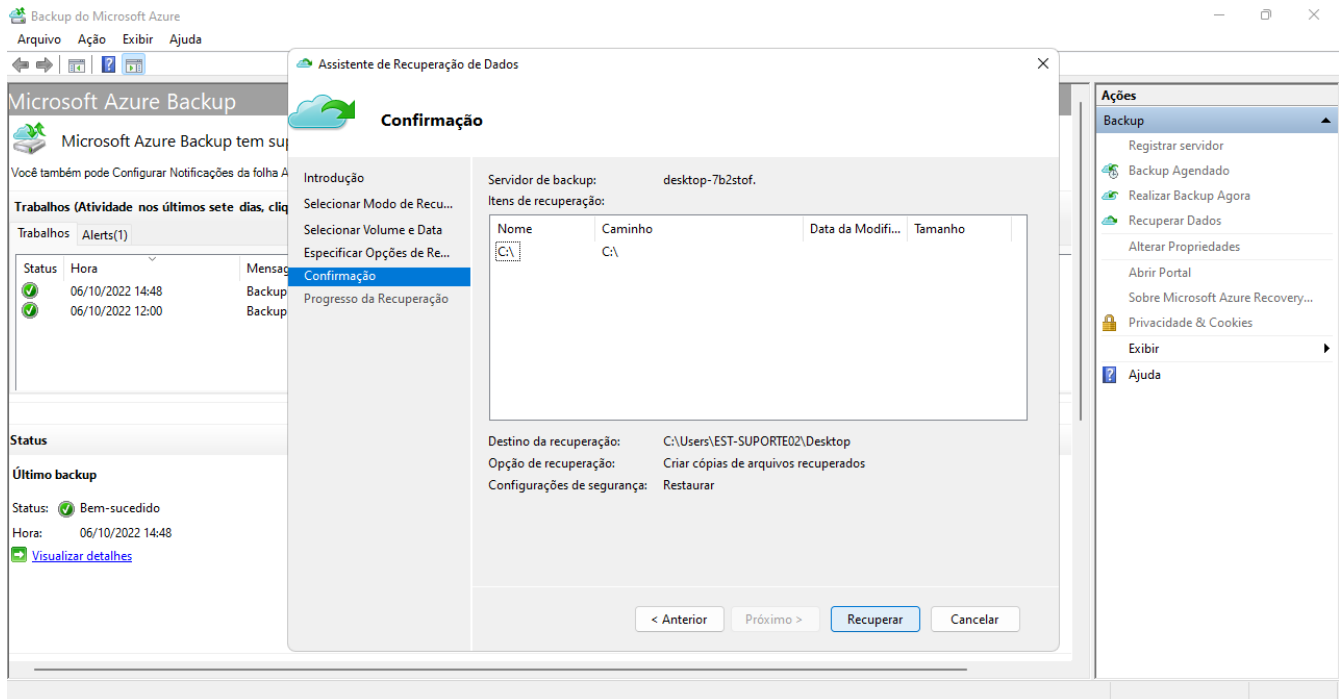 Backup do Microsoft Azure
Arquivo Ação Exibir Ajuda
Microsoft Azure Backup
Microsoft Azure Backup tem
Você também pode Configurar Notificações da folha A
Trabalhos (Atividade nos últimos sete dias,
Trabalhos Alerts(1)
Status Hora
06/10/2022 14:48 Backup
06/10/2022 12:00 Backup
Status
Último backup
Status: Bem-sucedido
Hora: 06/10/2022 14:48
Visualizar detalhes
Assistente de Recuperação de Dados
Confirmação
Introdução
Selecionar Modo de Recu...
Selecionar Volume e Data
Especificar Opções de Re...
Confirmação
Progresso da Recuperação
Servidor de backup: desktop-7b2stof.
Itens de recuperação:
Nome Caminho Data da Modifi... Tamanho
C:\ C:\
Destino da recuperação: C:\Users\EST-SUPORTE02\Desktop
Opção de recuperação: Criar cópias de arquivos recuperados
Configurações de segurança: Restaurar
< Anterior Próximo > Recuperar Cancelar
Ações
Backup
Registrar servidor
Backup Agendado
Realizar Backup Agora
Recuperar Dados
Alterar Propriedades
Abrir Portal
Sobre Microsoft Azure Recovery...
Privacidade & Cookies
Exibir
Ajuda